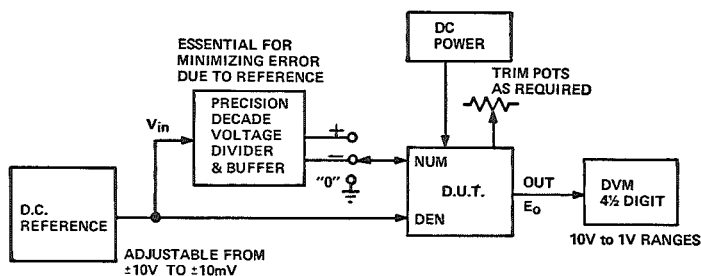 ESSENTIAL FOR
MINIMIZING ERROR
DUE TO REFERENCE
DC
POWER
TRIM POTS
AS REQUIRED
PRECISION
DECADE
VOLTAGE
DIVIDER
& BUFFER
Vin
+
−
"0"
NUM
D.U.T.
DEN
OUT
Eo
DVM
4½ DIGIT
10V to 1V RANGES
D.C.
REFERENCE
ADJUSTABLE FROM
±10V TO ±10mV